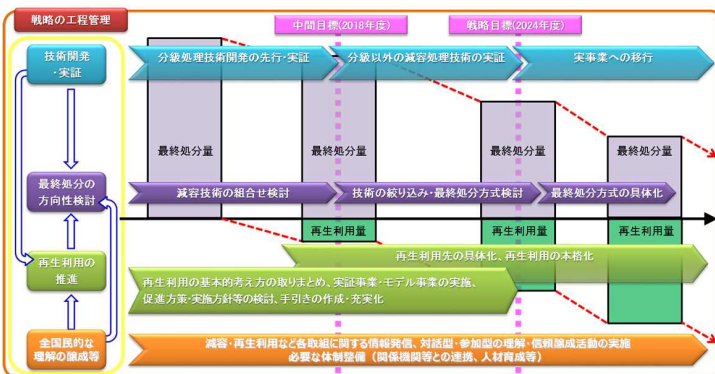 戦略の工程管理
中間目標(2018年度)
戦略目標(2024年度)
技術開発
・実証
分級処理技術開発の先行・実証
分級以外の減容処理技術の実証
実事業への移行
最終処分量
最終処分量
最終処分量
最終処分量
最終処分の
方向性検討
減容技術の組合せ検討
技術の絞り込み・最終処分方式検討
最終処分方式の具体化
再生利用量
再生利用量
再生利用量
再生利用の
推進
再生利用先の具体化、再生利用の本格化
再生利用の基本的考え方の取りまとめ、実証事業・モデル事業の実施、
促進方策・実施方針等の検討、手引きの作成・充実化
全国民的な
理解の醸成等
減容・再生利用など各取組に関する情報発信、対話型・参加型の理解・信頼醸成活動の実施
必要な体制整備（関係機関等との連携、人材育成等）